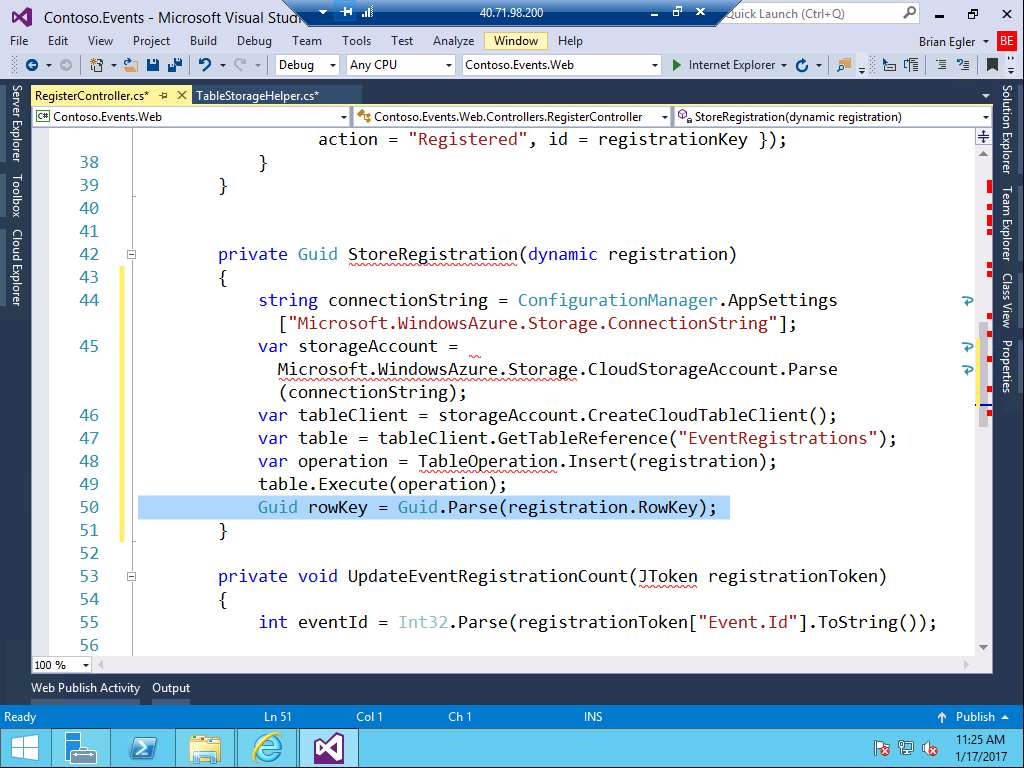 Contoso.Events - Microsoft Visual Studi
40.71.98.200
Quick Launch (Ctrl+Q)
File Edit View Project Build Debug Team Tools Test Analyze Window Help
Brian Egler
BE
Debug
Any CPU
Contoso.Events.Web
Internet Explorer
RegisterController.cs*
TableStorageHelper.cs*
C# Contoso.Events.Web
Contoso.Events.Web.Controllers.RegisterController
StoreRegistration(dynamic registration)
Server Explorer
Toolbox
Cloud Explorer
action = "Registered", id = registrationKey });
38 }
39 }
40
41
42 private Guid StoreRegistration(dynamic registration)
43 {
44 string connectionString = ConfigurationManager.AppSettings
["Microsoft.WindowsAzure.Storage.ConnectionString"];
45 var storageAccount =
Microsoft.WindowsAzure.Storage.CloudStorageAccount.Parse
(connectionString);
46 var tableClient = storageAccount.CreateCloudTableClient();
47 var table = tableClient.GetTableReference("EventRegistrations");
48 var operation = TableOperation.Insert(registration);
49 table.Execute(operation);
50 Guid rowKey = Guid.Parse(registration.RowKey);
51 }
52
53 private void UpdateEventRegistrationCount(JToken registrationToken)
54 {
55 int eventId = Int32.Parse(registrationToken["Event.Id"].ToString());
56
Solution Explorer
Team Explorer
Class View
Properties
100 %
Web Publish Activity Output
Ready Ln 51 Col 1 Ch 1 INS Publish
11:25 AM
1/17/2017